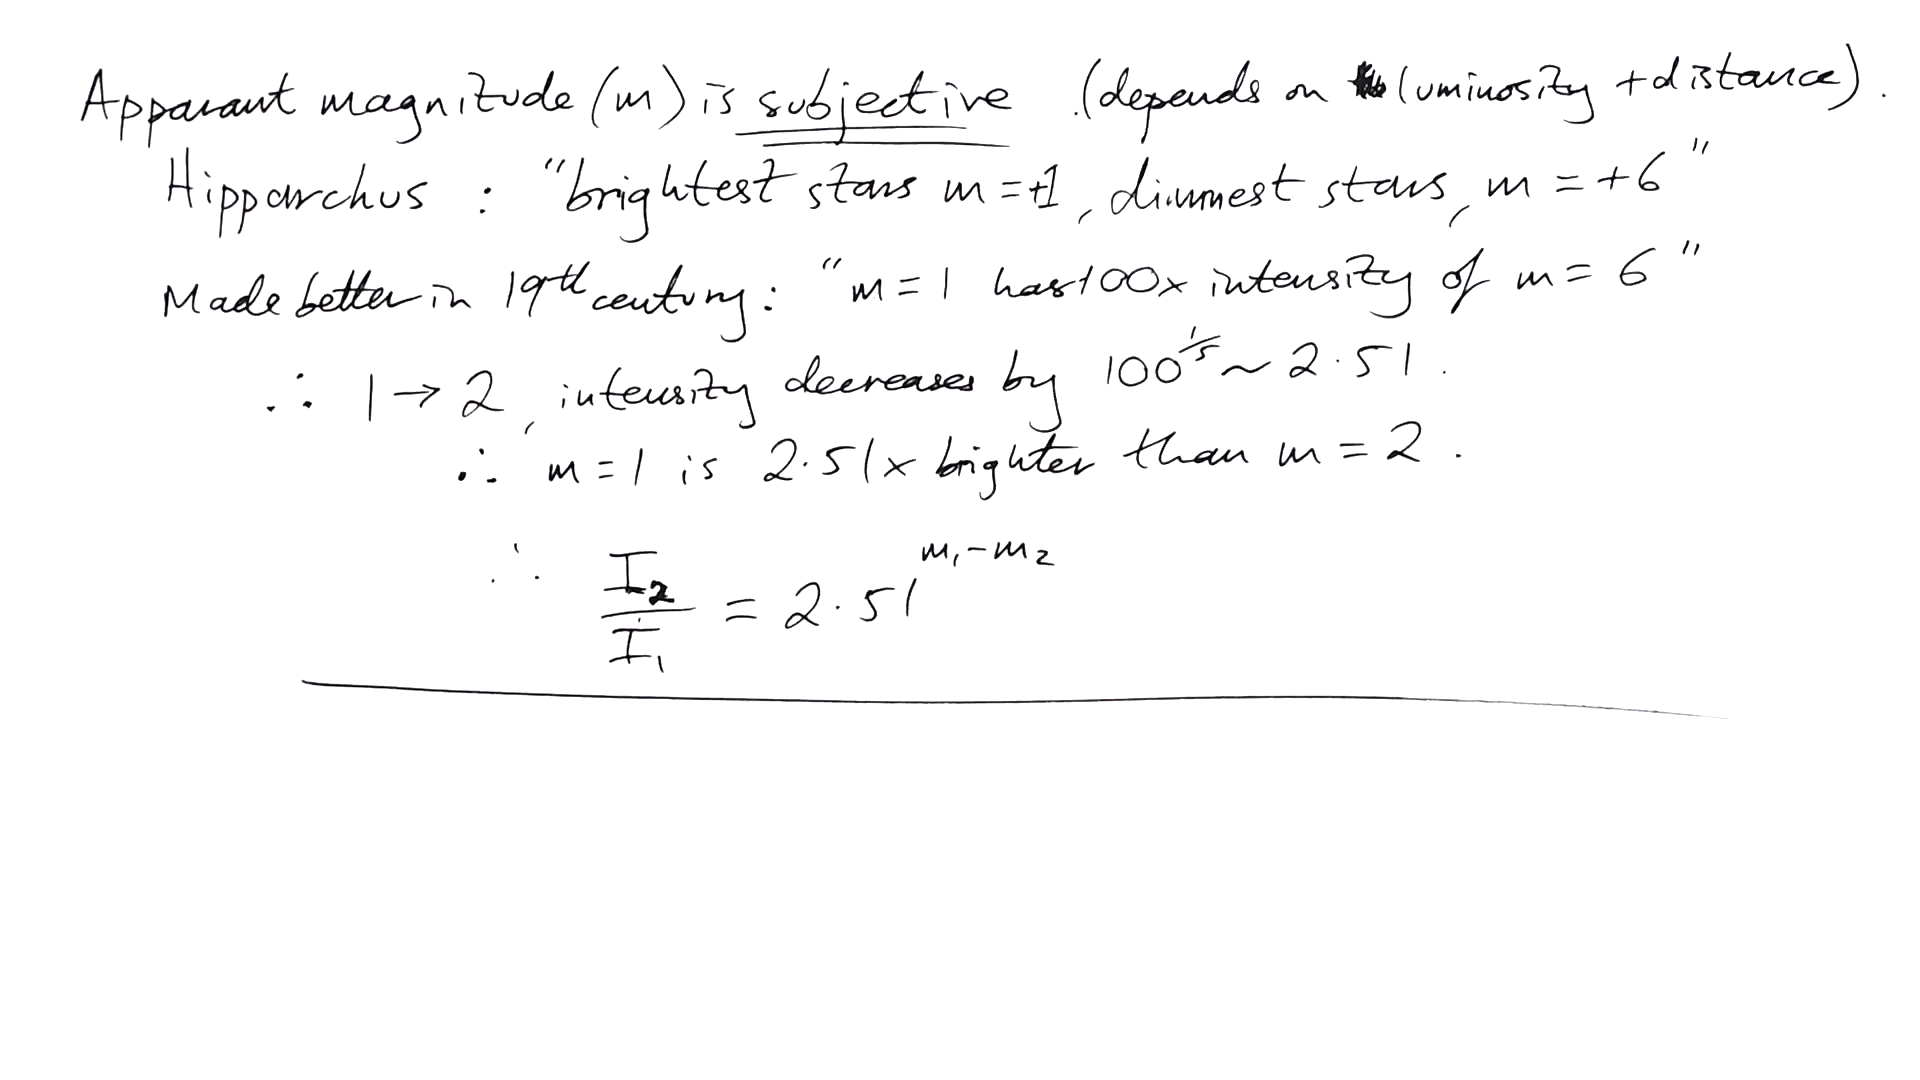 Apparant magnitude (m) is subjective (depends on luminosity + distance).
Hipparchus : "brightest stars m = +1, dimmest stars, m = +6"
Made better in 19th century : "m = 1 has 100x intensity of m = 6"
∴ 1 → 2, intensity decreases by 100^1/5 ~ 2.51.
∴ m = 1 is 2.51x brighter than m = 2.
∴ I₂/I₁ = 2.51^(m₁-m₂)